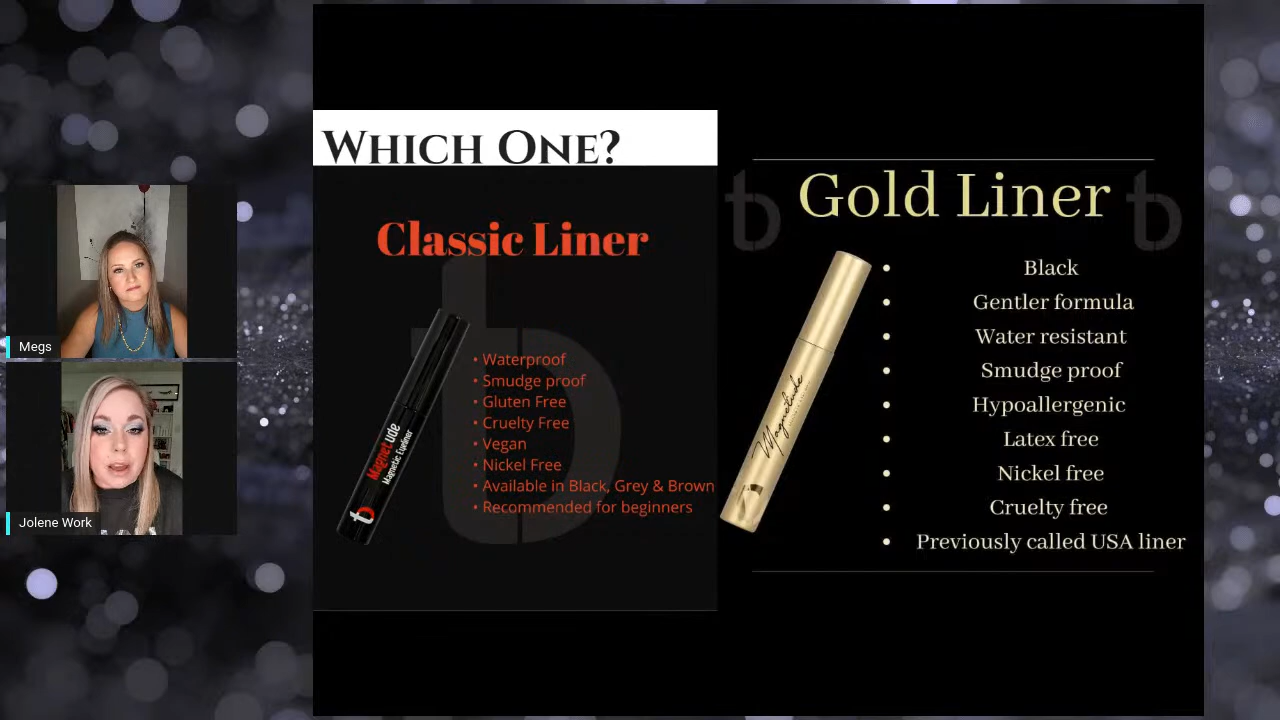 Megs
Jolene Work
WHICH ONE?
Classic Liner
• Waterproof
• Smudge proof
• Gluten Free
• Cruelty Free
• Vegan
• Nickel Free
• Available in Black, Grey & Brown
• Recommended for beginners
Magnetude
Magnetic Eyeliner
Gold Liner
• Black
• Gentler formula
• Water resistant
• Smudge proof
• Hypoallergenic
• Latex free
• Nickel free
• Cruelty free
• Previously called USA liner
Magnetude